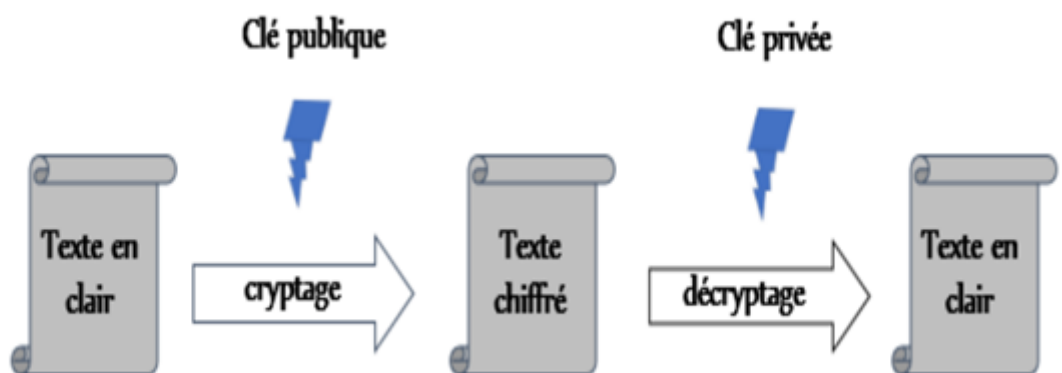 Clé publique
Clé privée
Texte en
clair
cryptage
Texte
chiffré
décryptage
Texte en
clair